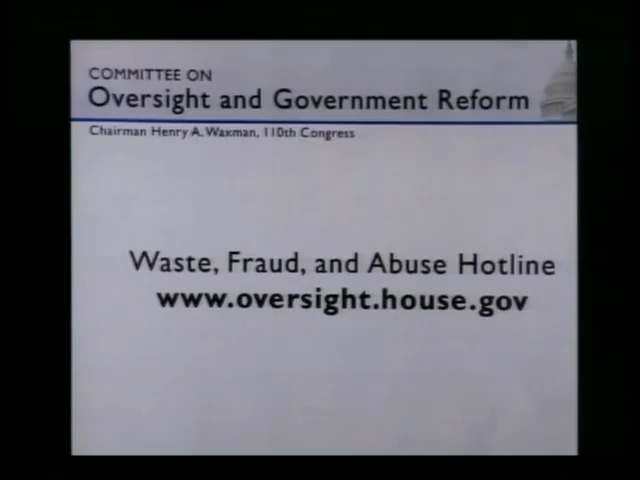 COMMITTEE ON
Oversight and Government Reform
Chairman Henry A. Waxman, 110th Congress
Waste, Fraud, and Abuse Hotline
www.oversight.house.gov